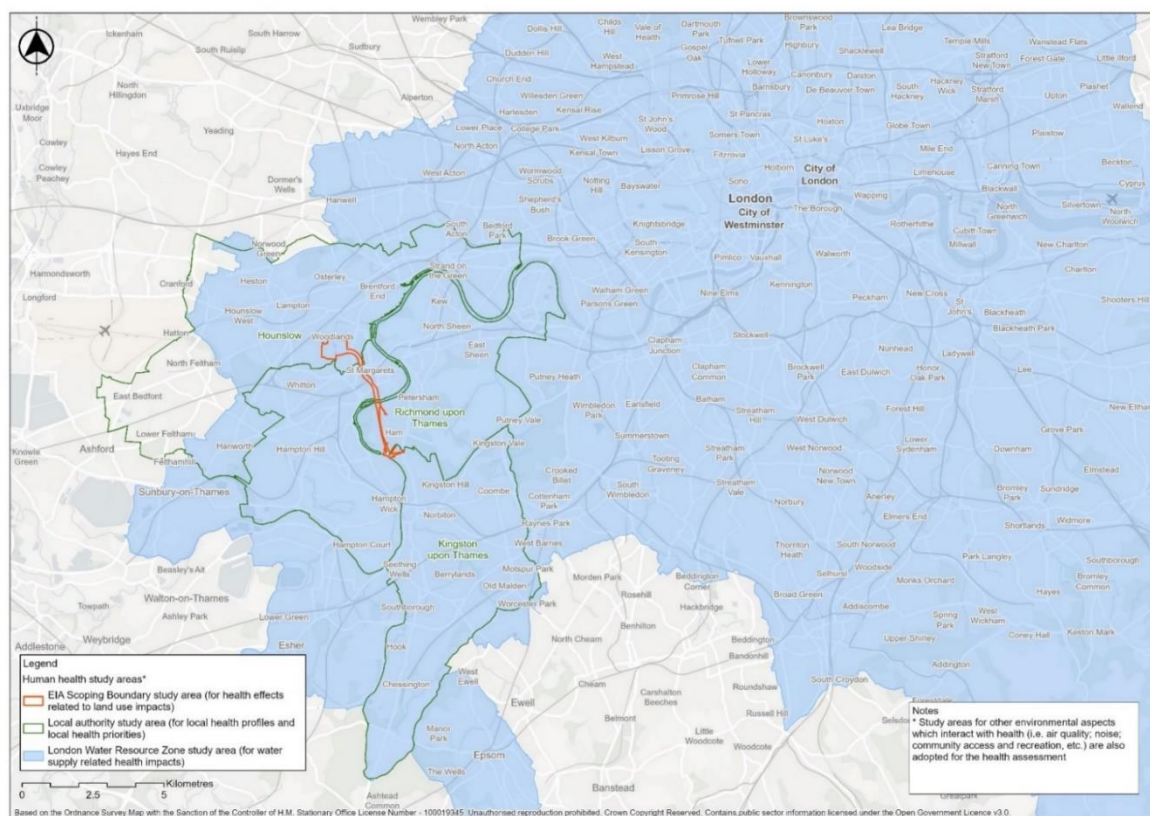 Ickenham
South Harrow
Wembley Park
Dollis Hill
Childs Hill
Vale of Health
Dartmouth Park
Brownswood Park
Lea Bridge
Wanstead Flats
South Ruislip
Sudbury
Gospel Oak
Tufnell Park
Highbury
Shacklewell
Temple Mills
Stratford New Town
Forest Gate
Little Ilford
Dudden Hill
West Hampstead
Lower Holloway
Canonbury
Dalston
Hackney Wick
North Hillingdon
Church End
Barnsbury
De Beauvoir Town
South Hackney
Stratford Marsh
Upton
Plashet
Uxbridge Moor
Alperton
Willesden Green
Primrose Hill
Harlesden
Kensal Rise
St John's Wood
St Pancras
Hoxton
Yeading
Lower Place
College Park
West Kilburn
Somers Town
St Luke's
Globe Town
Plaistow
Cowley
Hayes End
North Acton
Kensal Town
Lisson Grove
Fitzrovia
Mile End
Cowley Peachey
Holborn
City of London
Canning Town
Beckton
Dormer's Wells
West Acton
Wormwood Scrubs
Notting Hill
Bayswater
Soho
Limehouse
Blackwall
Cyprus
Hanwell
Shepherd's Bush
London
City of Westminster
The Borough
Wapping
North Greenwich
Silvertown
North Woolwich
South Acton
Bedford Park
Knightsbridge
Rotherhithe
Cubitt Town
Millwall
Norwood Green
Brook Green
South Kensington
New Charlton
Harmondsworth
Cranford
Heston
Osterley
Strand on the Green
Pimlico
Vauxhall
Walworth
Charlton
Longford
Brentford End
Walham Green
Kennington
Lampton
Kew
Parsons Green
Nine Elms
Peckham
New Cross
St John's
Shooters Hill
Hounslow West
Blackheath
Hatton
Hounslow
Woodlands
North Sheen
Stockwell
Blackheath Park
East Sheen
Clapham Junction
Nunhead
Ladywell
North Feltham
St Margarets
Clapham Common
Brockwell Park
East Dulwich
Honor Oak Park
Lee
Whitton
Putney Heath
East Bedfont
Petersham
Wimbledon Park
Earlsfield
Balham
Streatham Hill
West Dulwich
Forest Hill
New Eltham
Richmond upon Thames
Putney Vale
Ashford
Lower Feltham
Hanworth
Ham
Summerstown
Grove Park
Knowle Green
Felthamhill
Hampton Hill
Kingston Vale
Tooting Graveney
Streatham Park
West Norwood
Lower Sydenham
Downham
Sunbury-on-Thames
Kingston Hill
Coombe
Crooked Billet
South Wimbledon
Streatham Vale
Norwood New Town
Elmstead
Hampton Wick
Cottenham Park
Norbury
Anerley
Bromley Park
Sundridge
Norbiton
Raynes Park
Elmers End
Shortlands
Widmore
Hampton Court
Kingston upon Thames
West Barnes
Thornton Heath
South Norwood
Beasley's Ait
Seething Wells
Berrylands
Motspur Park
Morden Park
Beddington Corner
Woodside
Park Langley
Southborough
Walton-on-Thames
Old Malden
Rosehill
Selhurst
Monks Orchard
Bromley Common
Towpath
Ashley Park
Southborough
Worcester Park
Hackbridge
Broad Green
Hayes
Weybridge
Lower Green
Benhilton
Addiscombe
Addlestone
Esher
Hook
North Cheam
Beddington
Spring Park
West Wickham
Coney Hall
Keston Mark
West Ewell
Bandonhill
Upper Shirley
Chessington
Ewell
Cheam
Carshalton Beeches
Roundshaw
Addington
Belmont
Russell Hill
South Croydon
Manor Park
Little Woodcote
Woodcote
Epsom
The Wells
Banstead
Ashtead Common
Legend
Human health study areas*
EIA Scoping Boundary study area (for health effects
related to land use impacts)
Local authority study area (for local health profiles and
local health priorities)
London Water Resource Zone study area (for water
supply related health impacts)
0 2.5 5 Kilometres
Notes
* Study areas for other environmental aspects
which interact with health (i.e. air quality; noise;
community access and recreation, etc.) are also
adopted for the health assessment
Based on the Ordnance Survey Map with the Sanction of the Controller of H.M. Stationary Office License Number - 100019345. Unauthorised reproduction prohibited. Crown Copyright Reserved. Contains public sector information licensed under the Open Government Licence v3.0.